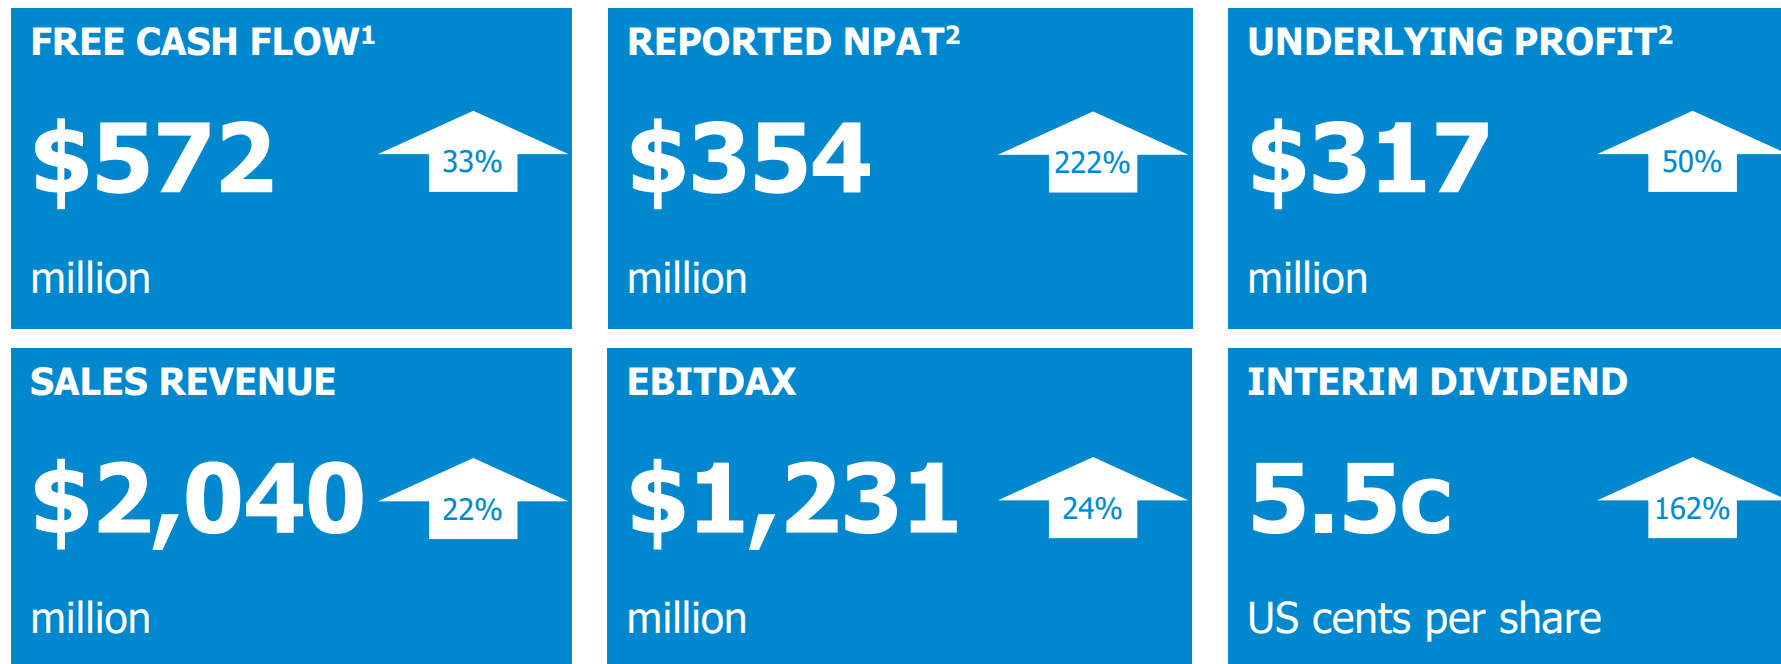 FREE CASH FLOW¹
$572
33%
million
REPORTED NPAT²
$354
222%
million
UNDERLYING PROFIT²
$317
50%
million
SALES REVENUE
$2,040
22%
million
EBITDAX
$1,231
24%
million
INTERIM DIVIDEND
5.5c
162%
US cents per share